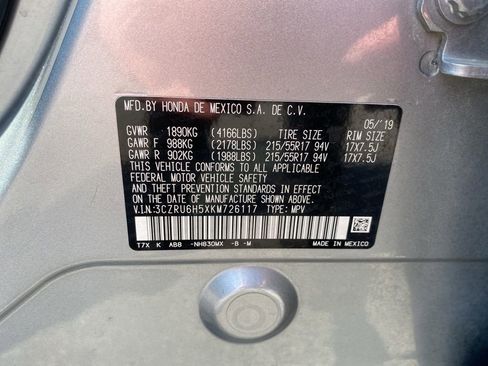 MFD.BY HONDA DE MEXICO S.A. DE C.V.
05/'19
GVWR 1890KG (4166LBS) TIRE SIZE RIM SIZE
GAWR F 988KG (2178LBS) 215/55R17 94V 17X7.5J
GAWR R 902KG (1988LBS) 215/55R17 94V 17X7.5J
THIS VEHICLE CONFORMS TO ALL APPLICABLE
FEDERAL MOTOR VEHICLE SAFETY, BUMPER,
AND THEFT PREVENTION STANDARDS IN EFFECT
ON THE DATE OF MANUFACTURE SHOWN ABOVE.
V.I.N:3CZRU6H5XKM726117 TYPE: MPV
T7X K AB8 -NH830MX -B -M MADE IN MEXICO